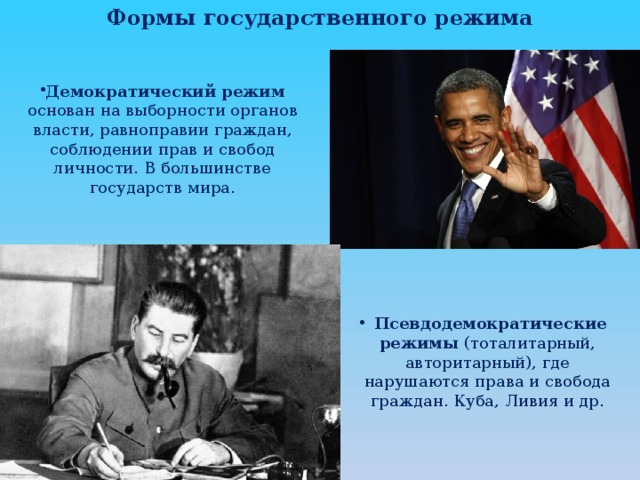 Формы государственного режима
•Демократический режим
основан на выборности органов
власти, равноправии граждан,
соблюдении прав и свобод
личности. В большинстве
государств мира.
• Псевдодемократические
режимы (тоталитарный,
авторитарный), где
нарушаются права и свобода
граждан. Куба, Ливия и др.